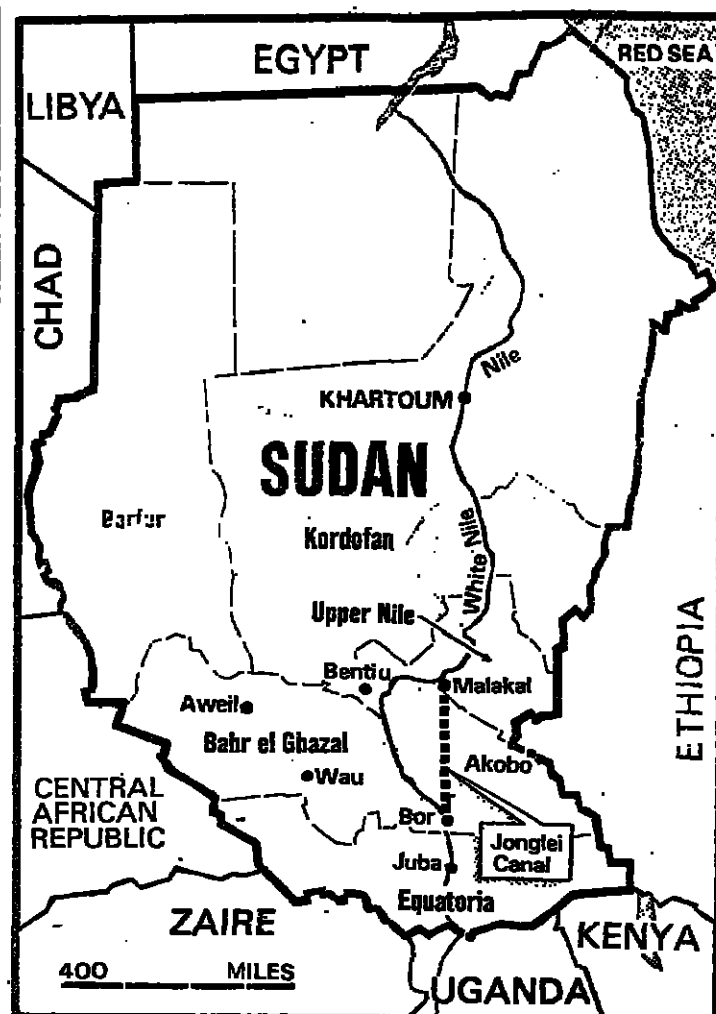 EGYPT
RED SEA
LIBYA
CHAD
Nile
KHARTOUM
SUDAN
Darfur
Kordofan
White Nile
Upper Nile
ETHIOPIA
Bentiu
Malakal
Aweil
Bahr el Ghazal
Akobo
Wau
CENTRAL
AFRICAN
REPUBLIC
Bor
Jonglei
Canal
Juba
Equatoria
ZAIRE
KENYA
400 MILES
UGANDA